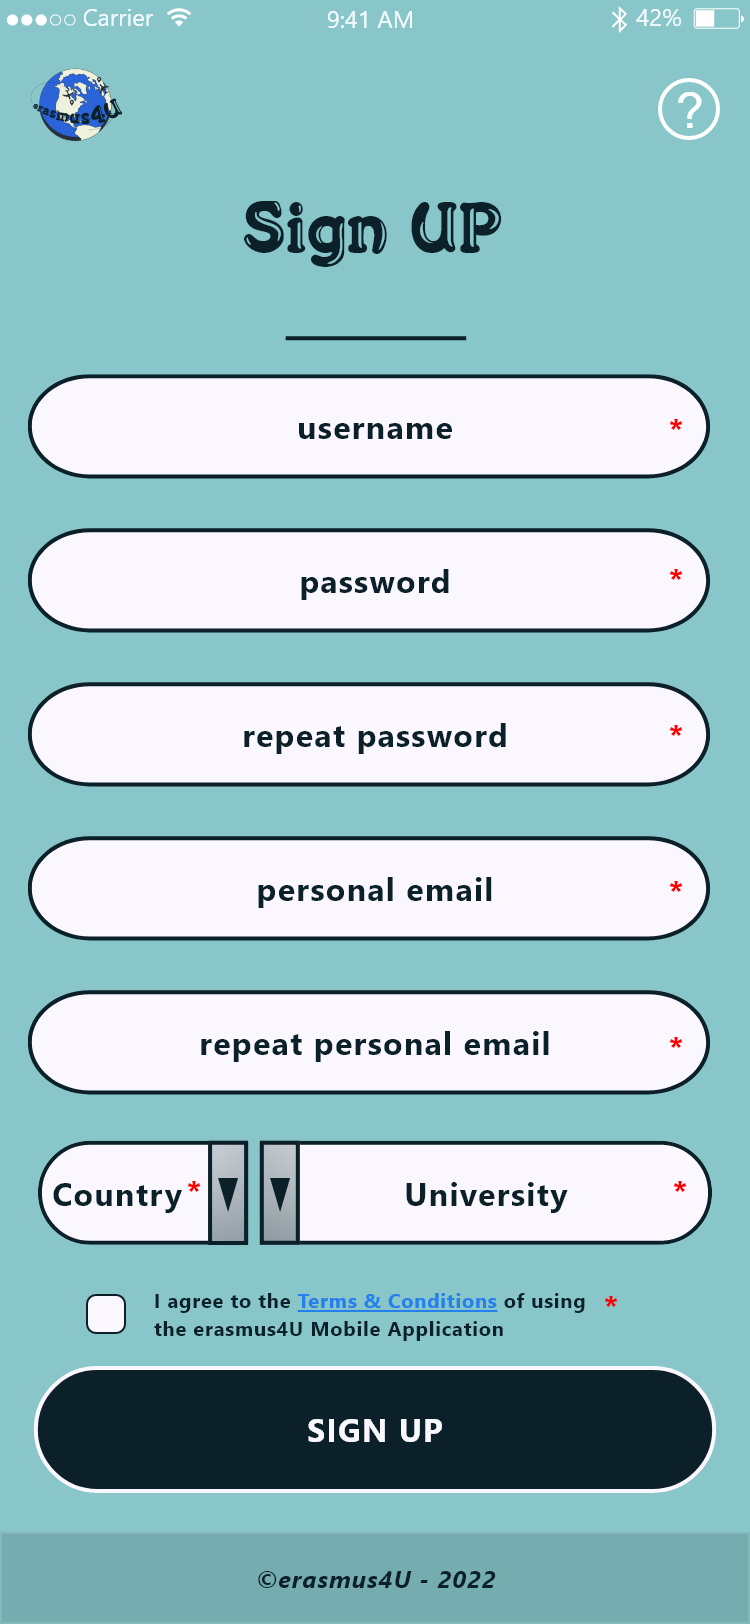 Carrier 9:41 AM 42%
erasmus4U
?
Sign UP
username *
password *
repeat password *
personal email *
repeat personal email *
Country* University *
I agree to the Terms & Conditions of using *
the erasmus4U Mobile Application
SIGN UP
©erasmus4U - 2022